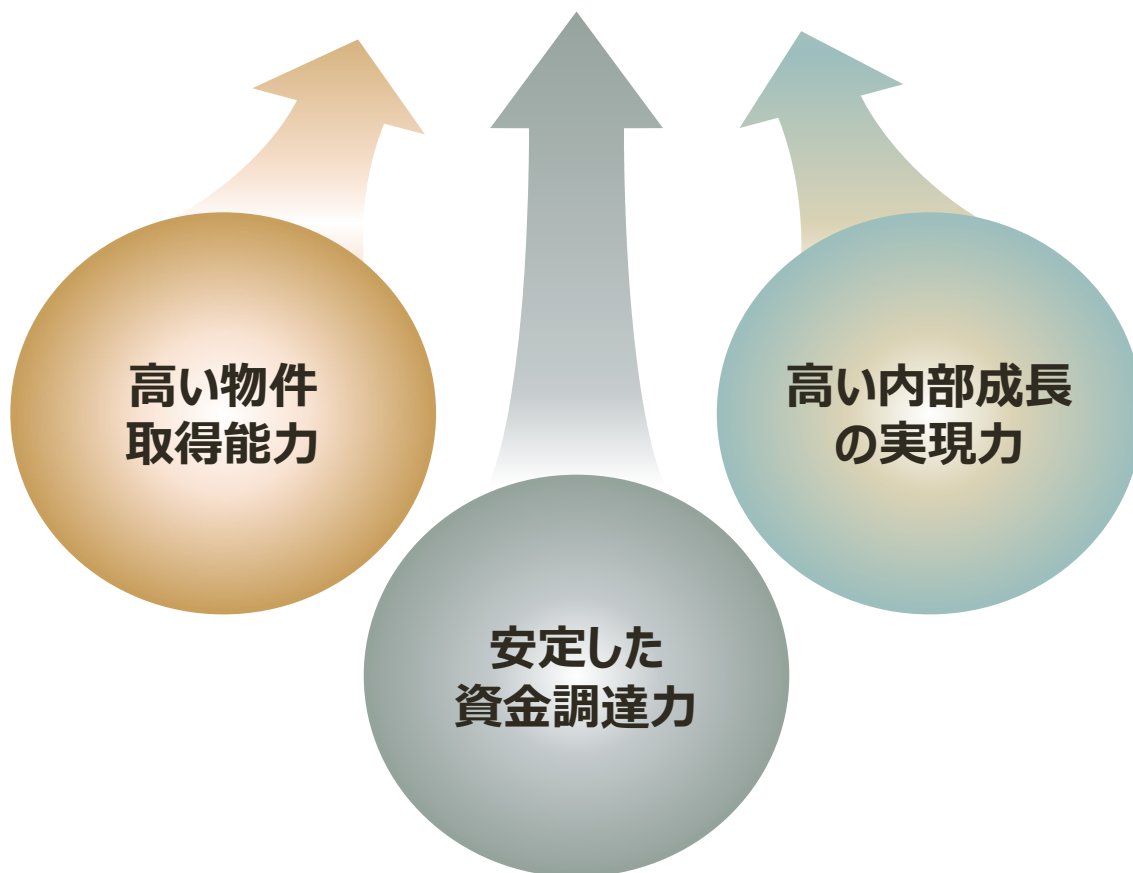 高い物件
取得能力
高い内部成長
の実現力
安定した
資金調達力